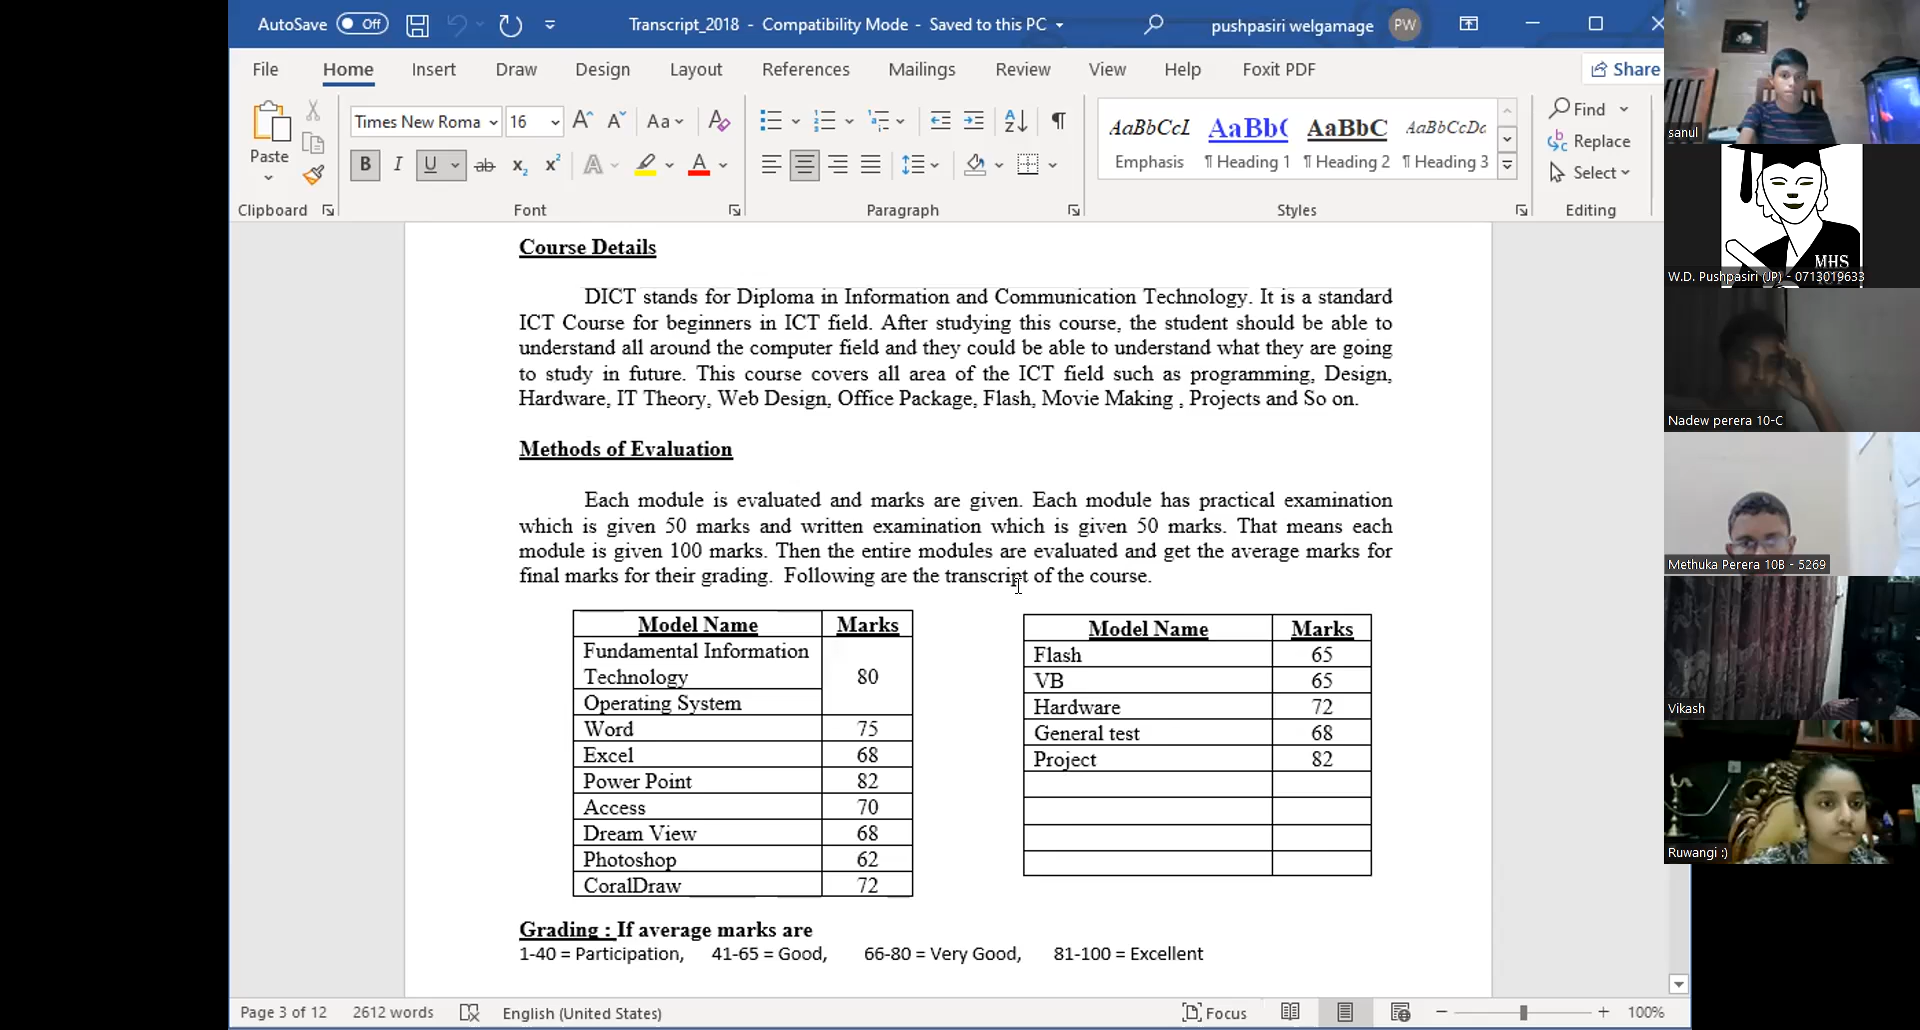 AutoSave Off Transcript_2018 - Compatibility Mode - Saved to this PC pushpasiri welgamage PW
File Home Insert Draw Design Layout References Mailings Review View Help Foxit PDF Share
Paste
Clipboard
Times New Roma 16 Aa
B I U ab x₂ x² A A
Font
Paragraph
AaBbCcI AaBb( AaBbC AaBbCcDc
Emphasis ¶ Heading 1 ¶ Heading 2 ¶ Heading 3
Styles
Find
Replace
Select
Editing
Course Details
DICT stands for Diploma in Information and Communication Technology. It is a standard
ICT Course for beginners in ICT field. After studying this course, the student should be able to
understand all around the computer field and they could be able to understand what they are going
to study in future. This course covers all area of the ICT field such as programming, Design,
Hardware, IT Theory, Web Design, Office Package, Flash, Movie Making , Projects and So on.
Methods of Evaluation
Each module is evaluated and marks are given. Each module has practical examination
which is given 50 marks and written examination which is given 50 marks. That means each
module is given 100 marks. Then the entire modules are evaluated and get the average marks for
final marks for their grading. Following are the transcript of the course.
Model Name Marks
Fundamental Information
Technology 80
Operating System
Word 75
Excel 68
Power Point 82
Access 70
Dream View 68
Photoshop 62
CoralDraw 72
Model Name Marks
Flash 65
VB 65
Hardware 72
General test 68
Project 82
Grading : If average marks are
1-40 = Participation, 41-65 = Good, 66-80 = Very Good, 81-100 = Excellent
Page 3 of 12 2612 words English (United States) Focus 100%
sanul
MHS
W.D. Pushpasiri (JP) - 0713019633
Nadew perera 10-C
Methuka Perera 10B - 5269
Vikash
Ruwangi :)